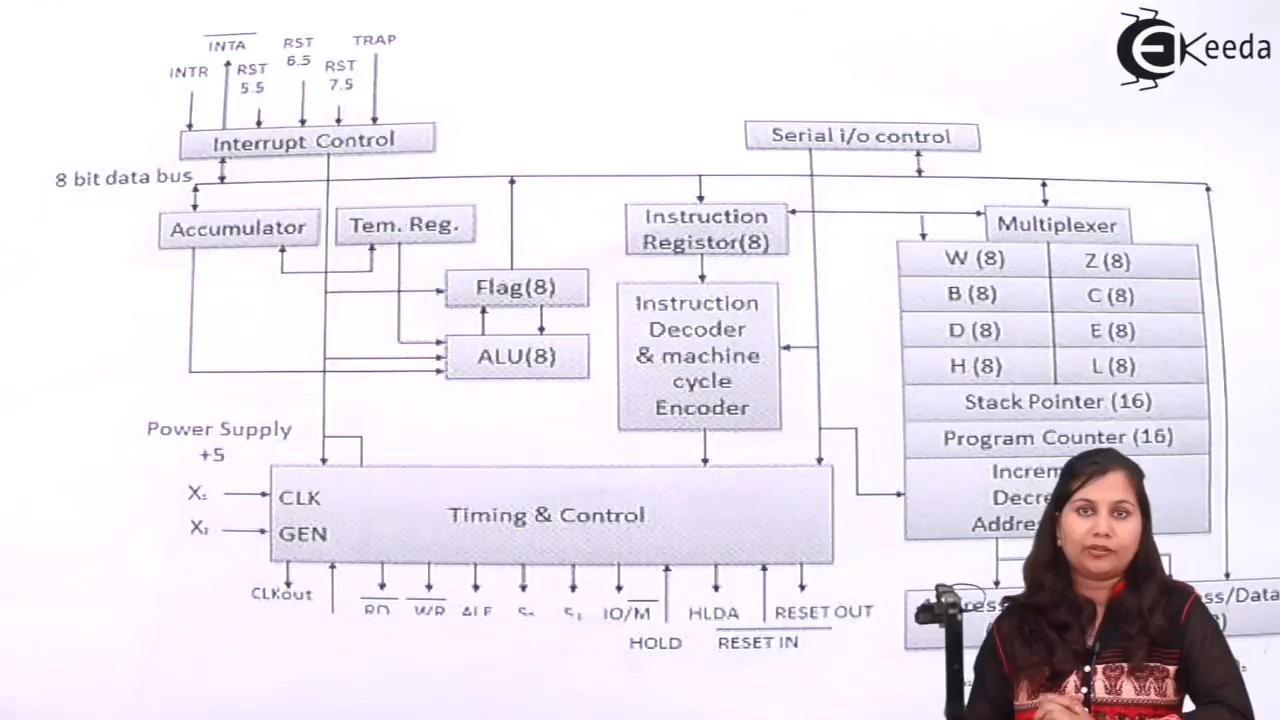 Keeda
INTA
RST
TRAP
6.5
INTR
RST
5.5
RST
7.5
Interrupt Control
Serial i/o control
8 bit data bus
Accumulator
Tem. Reg.
Instruction
Registor(8)
Multiplexer
Flag(8)
W (8)
Z (8)
B (8)
C (8)
Instruction
Decoder
& machine
cycle
Encoder
D (8)
E (8)
ALU(8)
H (8)
L (8)
Stack Pointer (16)
Power Supply
+5
Program Counter (16)
X₁
CLK
X₂
GEN
Timing & Control
CLKout
RD
WR
ALE
S₁
IO/M
HLDA
RESET OUT
HOLD
RESET IN